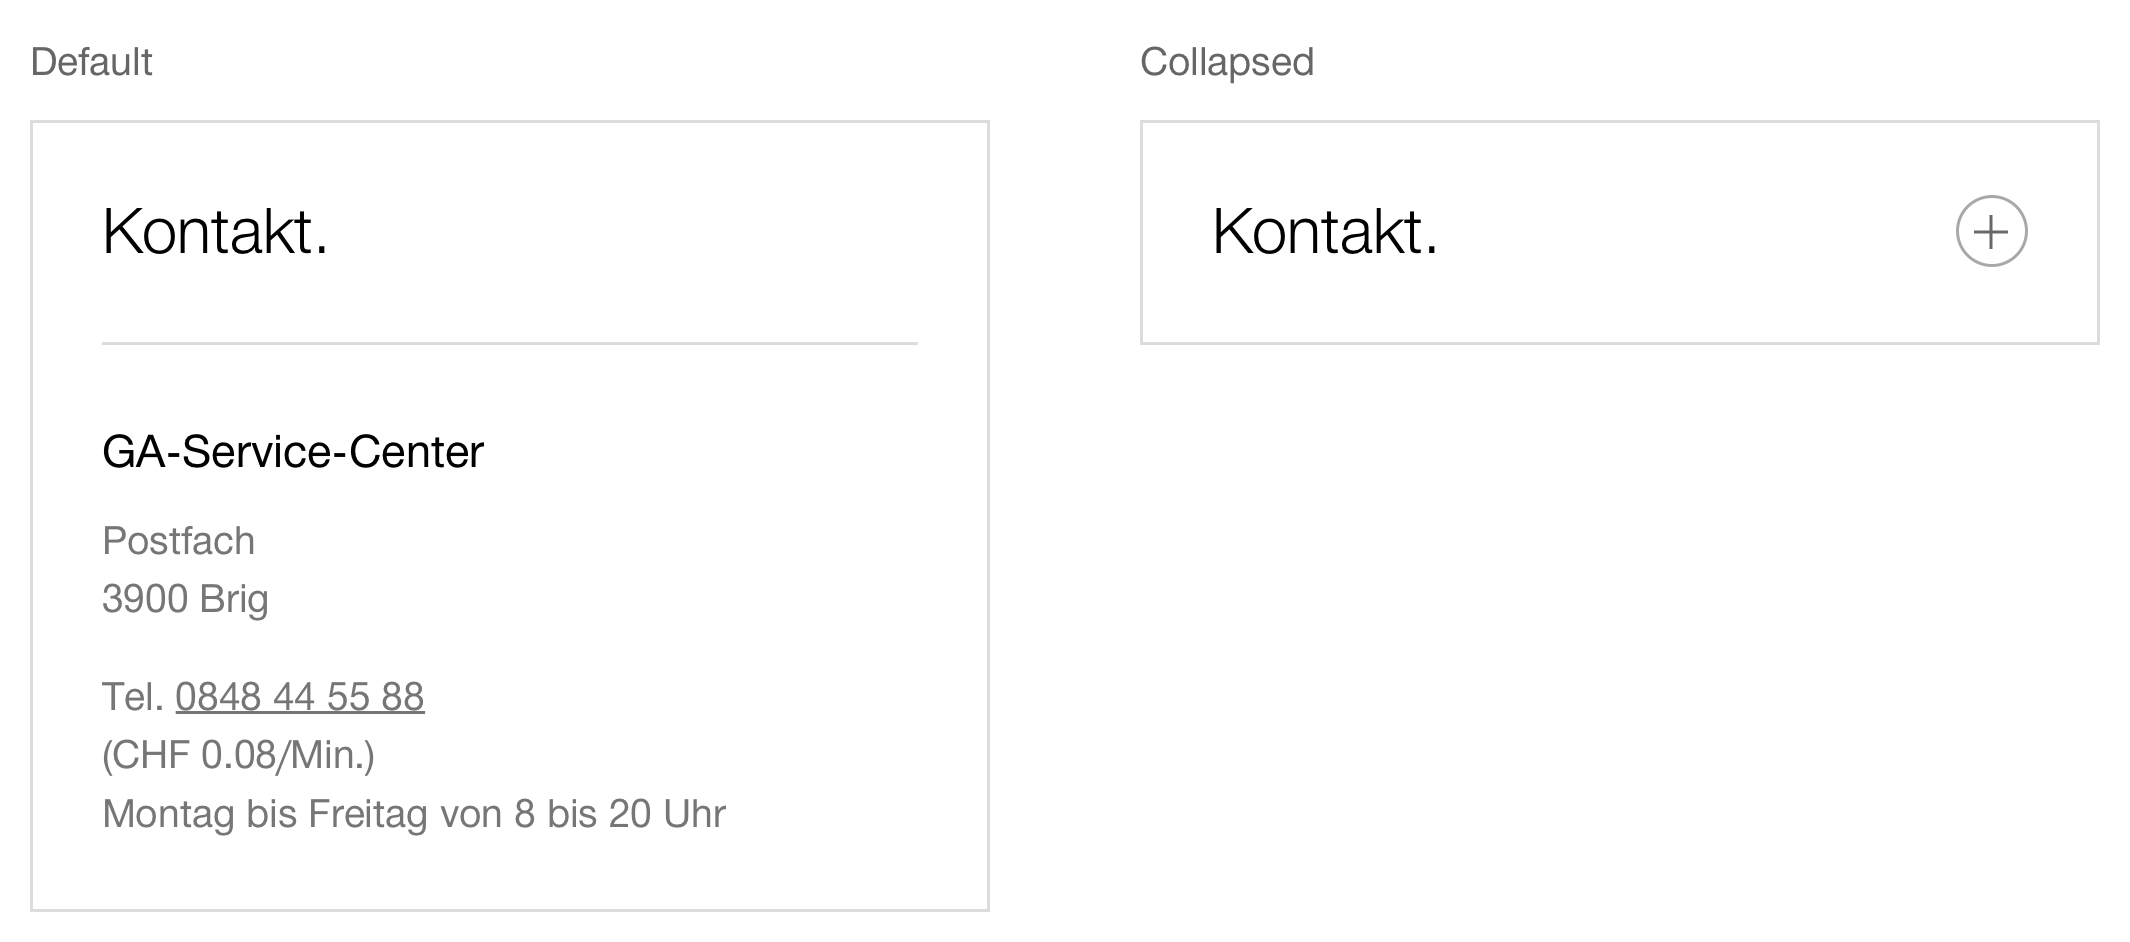 Default
Kontakt.
GA-Service-Center
Postfach
3900 Brig
Tel. 0848 44 55 88
(CHF 0.08/Min.)
Montag bis Freitag von 8 bis 20 Uhr
Collapsed
Kontakt.